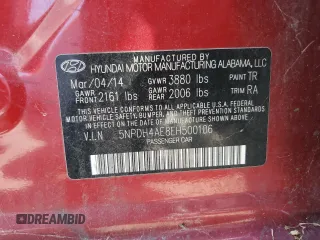 MANUFACTURED BY
HYUNDAI MOTOR MANUFACTURING ALABAMA, LLC
Mar/04/14 GVWR 3880 lbs PAINT TR
GAWR FRONT 2161 lbs GAWR REAR 2006 lbs TRIM RA
THIS VEHICLE CONFORMS TO ALL APPLICABLE FEDERAL
MOTOR VEHICLE SAFETY, BUMPER, AND THEFT PREVENTION STANDARDS
IN EFFECT ON THE DATE OF MANUFACTURE SHOWN ABOVE.
V.I.N 5NPDH4AE8EH500106
PASSENGER CAR
DREAMBID